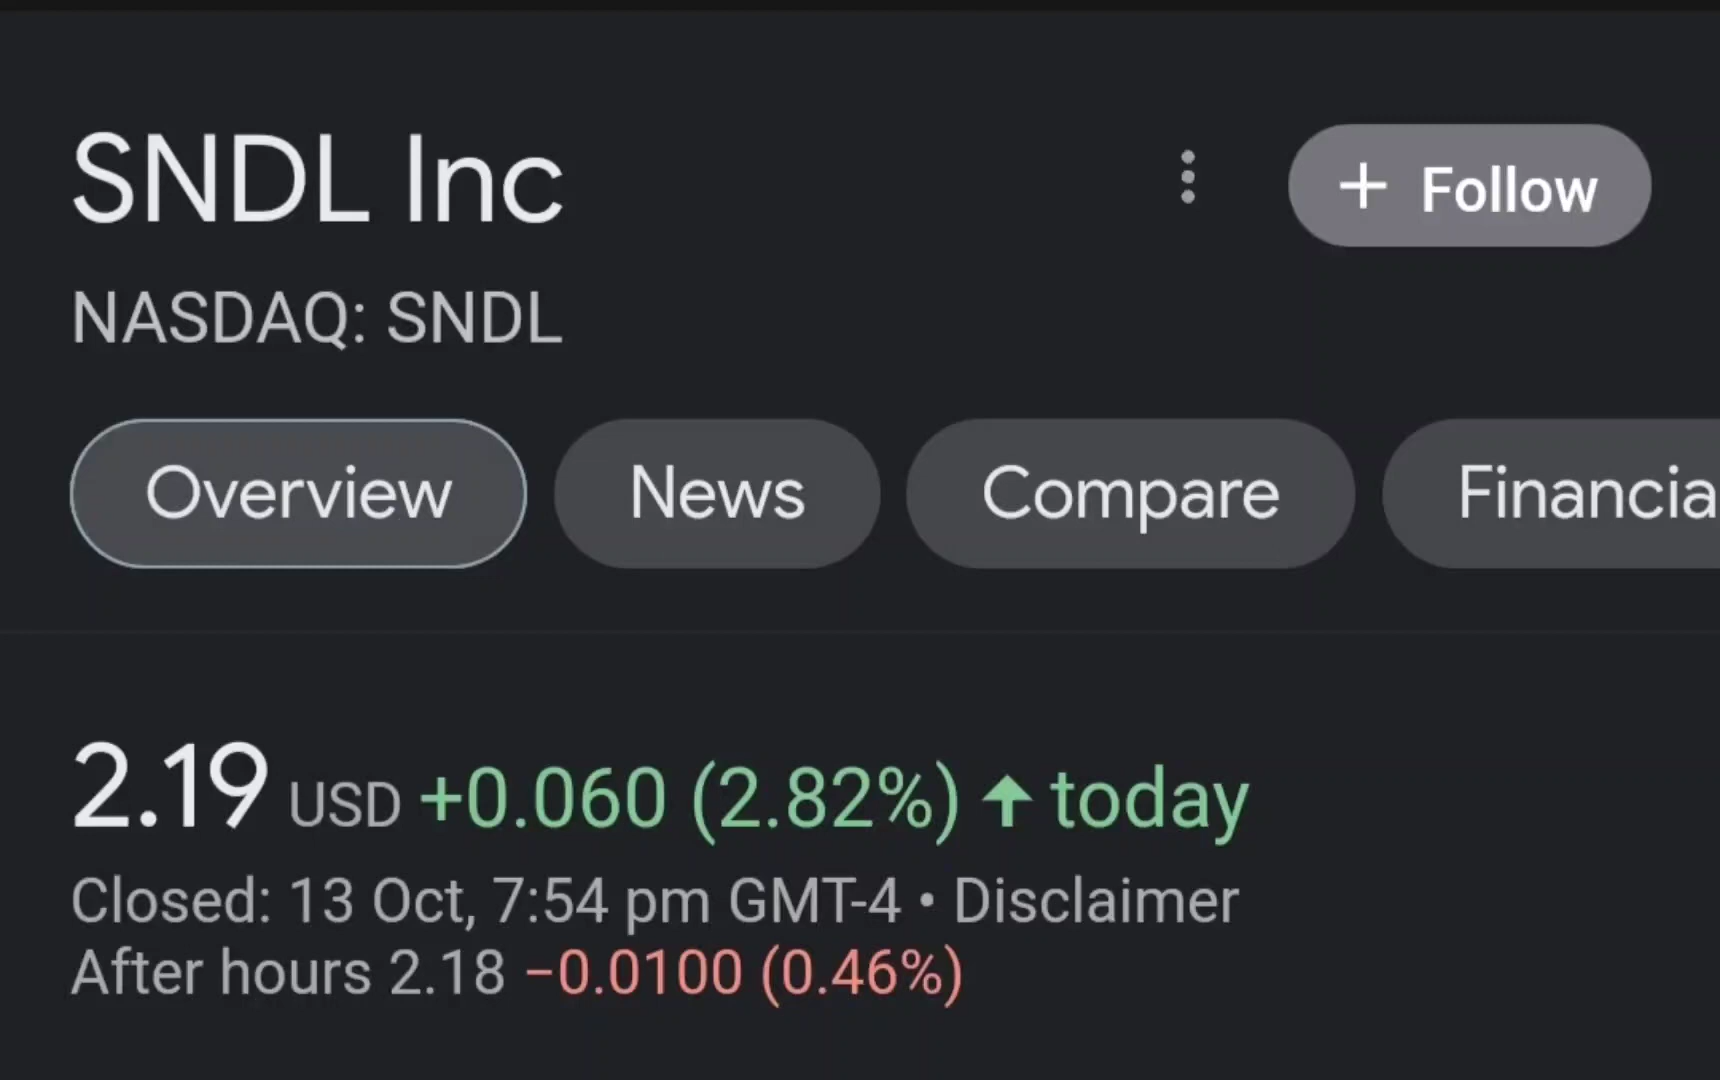 SNDL Inc
+ Follow
NASDAQ: SNDL
Overview News Compare Financia
2.19 USD +0.060 (2.82%) ↑ today
Closed: 13 Oct, 7:54 pm GMT-4 • Disclaimer
After hours 2.18 −0.0100 (0.46%)